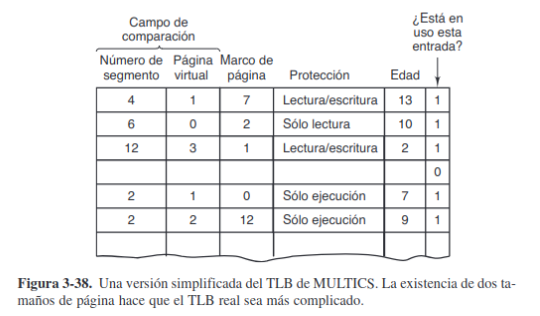 Campo de
comparación
¿Está en
uso esta
entrada?
Número de segmento Página virtual Marco de página Protección Edad
4 1 7 Lectura/escritura 13 1
6 0 2 Sólo lectura 10 1
12 3 1 Lectura/escritura 2 1
0
2 1 0 Sólo ejecución 7 1
2 2 12 Sólo ejecución 9 1
Figura 3-38. Una versión simplificada del TLB de MULTICS. La existencia de dos ta-
maños de página hace que el TLB real sea más complicado.